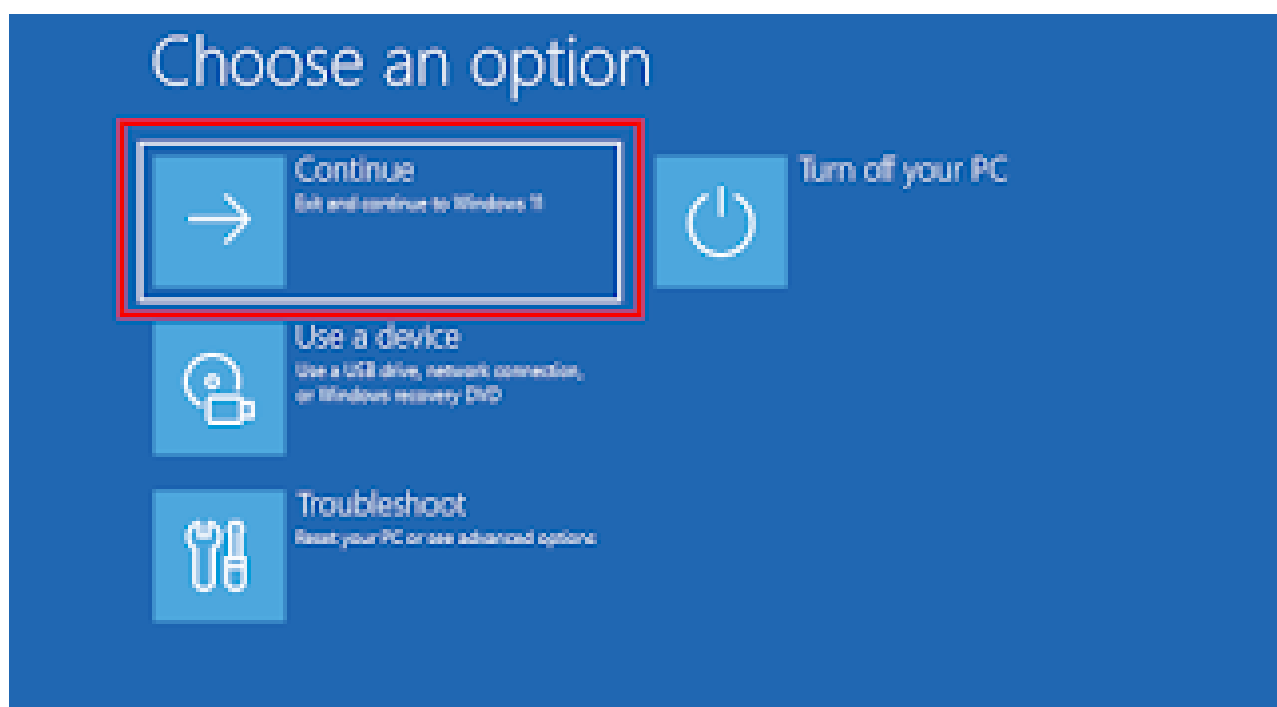 Choose an option
Continue
Exit and continue to Windows 11
Turn off your PC
Use a device
Use a USB drive, network connection,
or Windows recovery DVD
Troubleshoot
Reset your PC or see advanced options